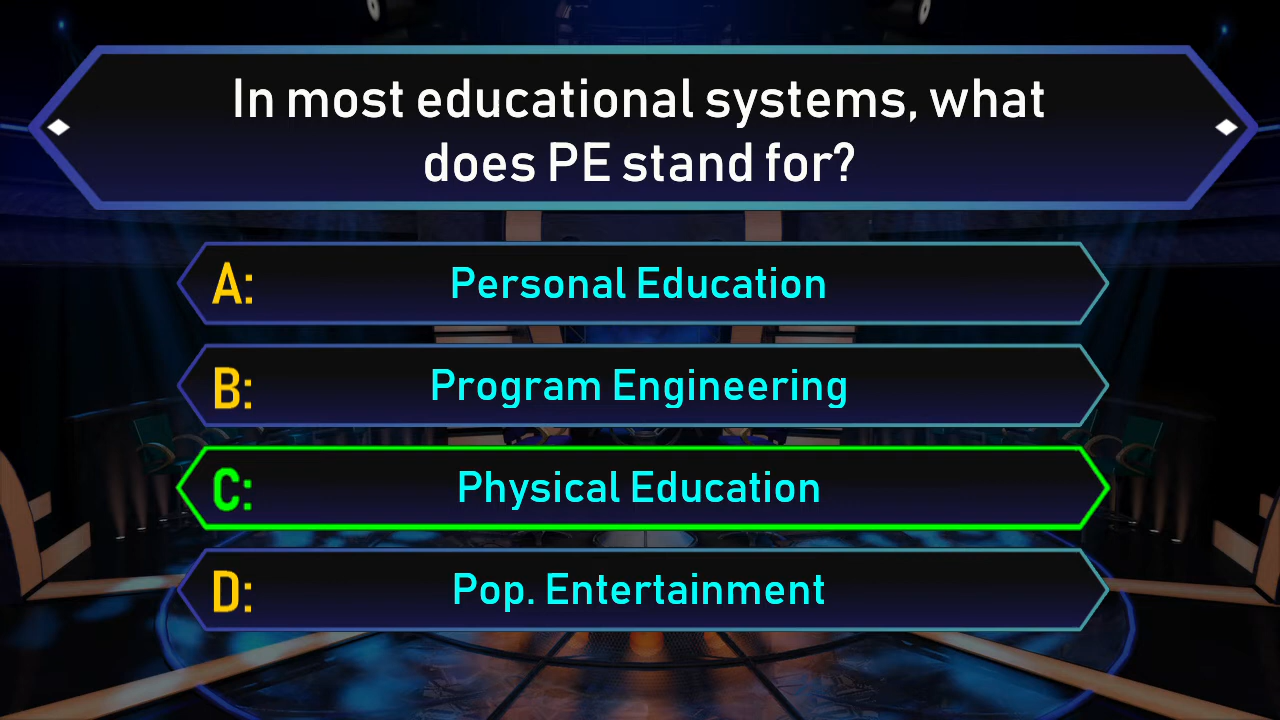 In most educational systems, what
does PE stand for?
A: Personal Education
B: Program Engineering
C: Physical Education
D: Pop. Entertainment